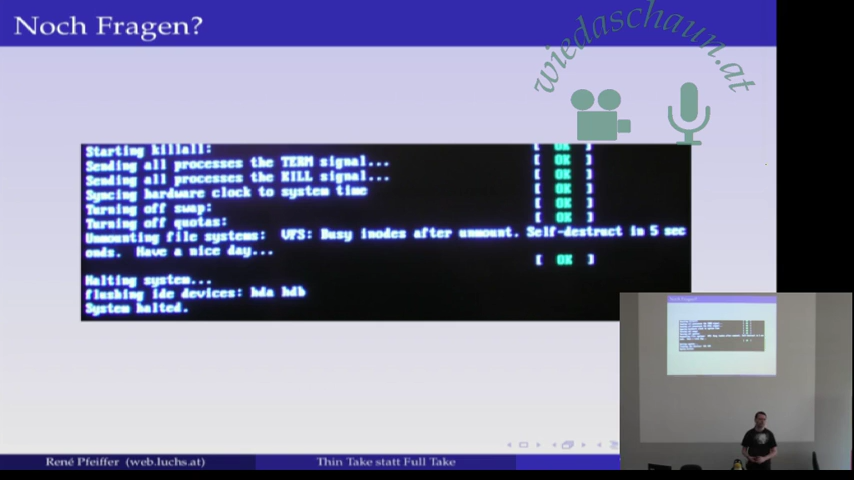 Noch Fragen?
wiedaschaun.at
Starting killall: [ OK ]
Sending all processes the TERM signal... [ OK ]
Sending all processes the KILL signal... [ OK ]
Syncing hardware clock to system time [ OK ]
Turning off swap: [ OK ]
Turning off quotas: [ OK ]
Unmounting file systems: VFS: Busy inodes after unmount. Self-destruct in 5 sec
onds. Have a nice day...
[ OK ]
Halting system...
flushing ide devices: hda hdb
System halted.
René Pfeiffer (web.luchs.at) Thin Take statt Full Take
Noch Fragen?